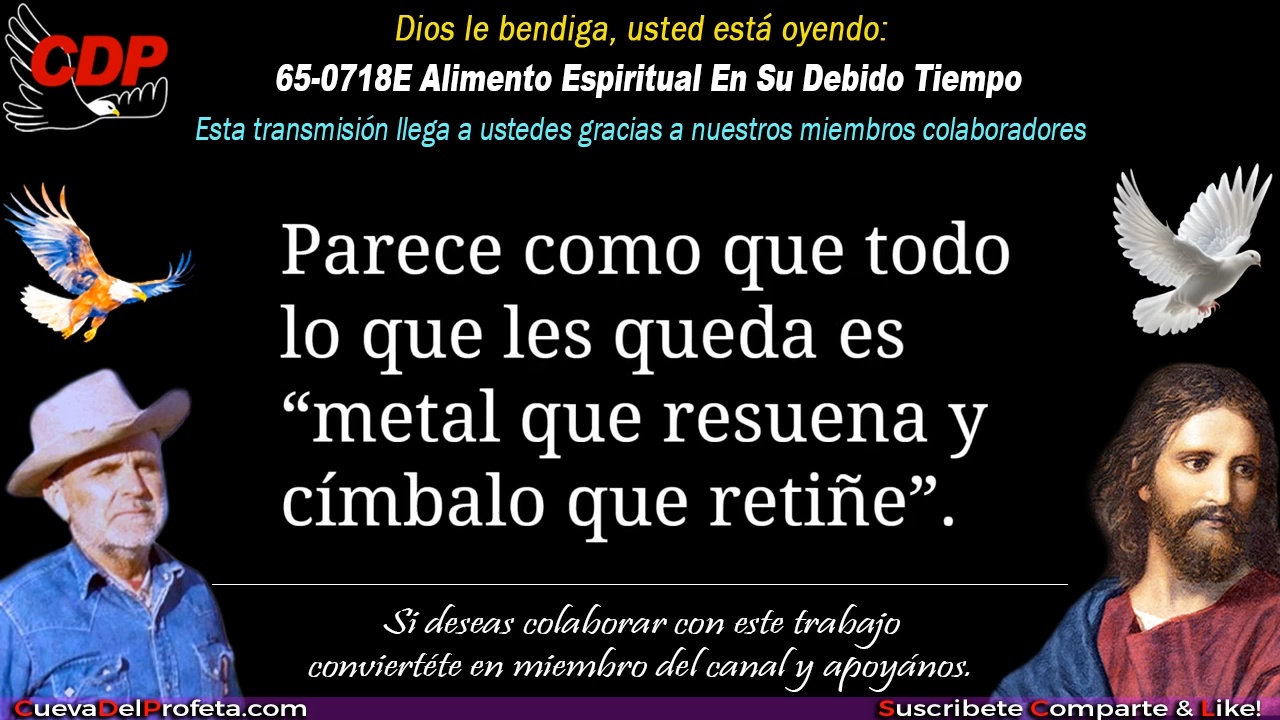 CDP
Dios le bendiga, usted está oyendo:
65-0718E Alimento Espiritual En Su Debido Tiempo
Esta transmisión llega a ustedes gracias a nuestros miembros colaboradores
Parece como que todo
lo que les queda es
“metal que resuena y
címbalo que retiñe”.
Si deseas colaborar con este trabajo
conviertéte en miembro del canal y apoyános.
CuevaDelProfeta.com
Suscribete Comparte & Like!